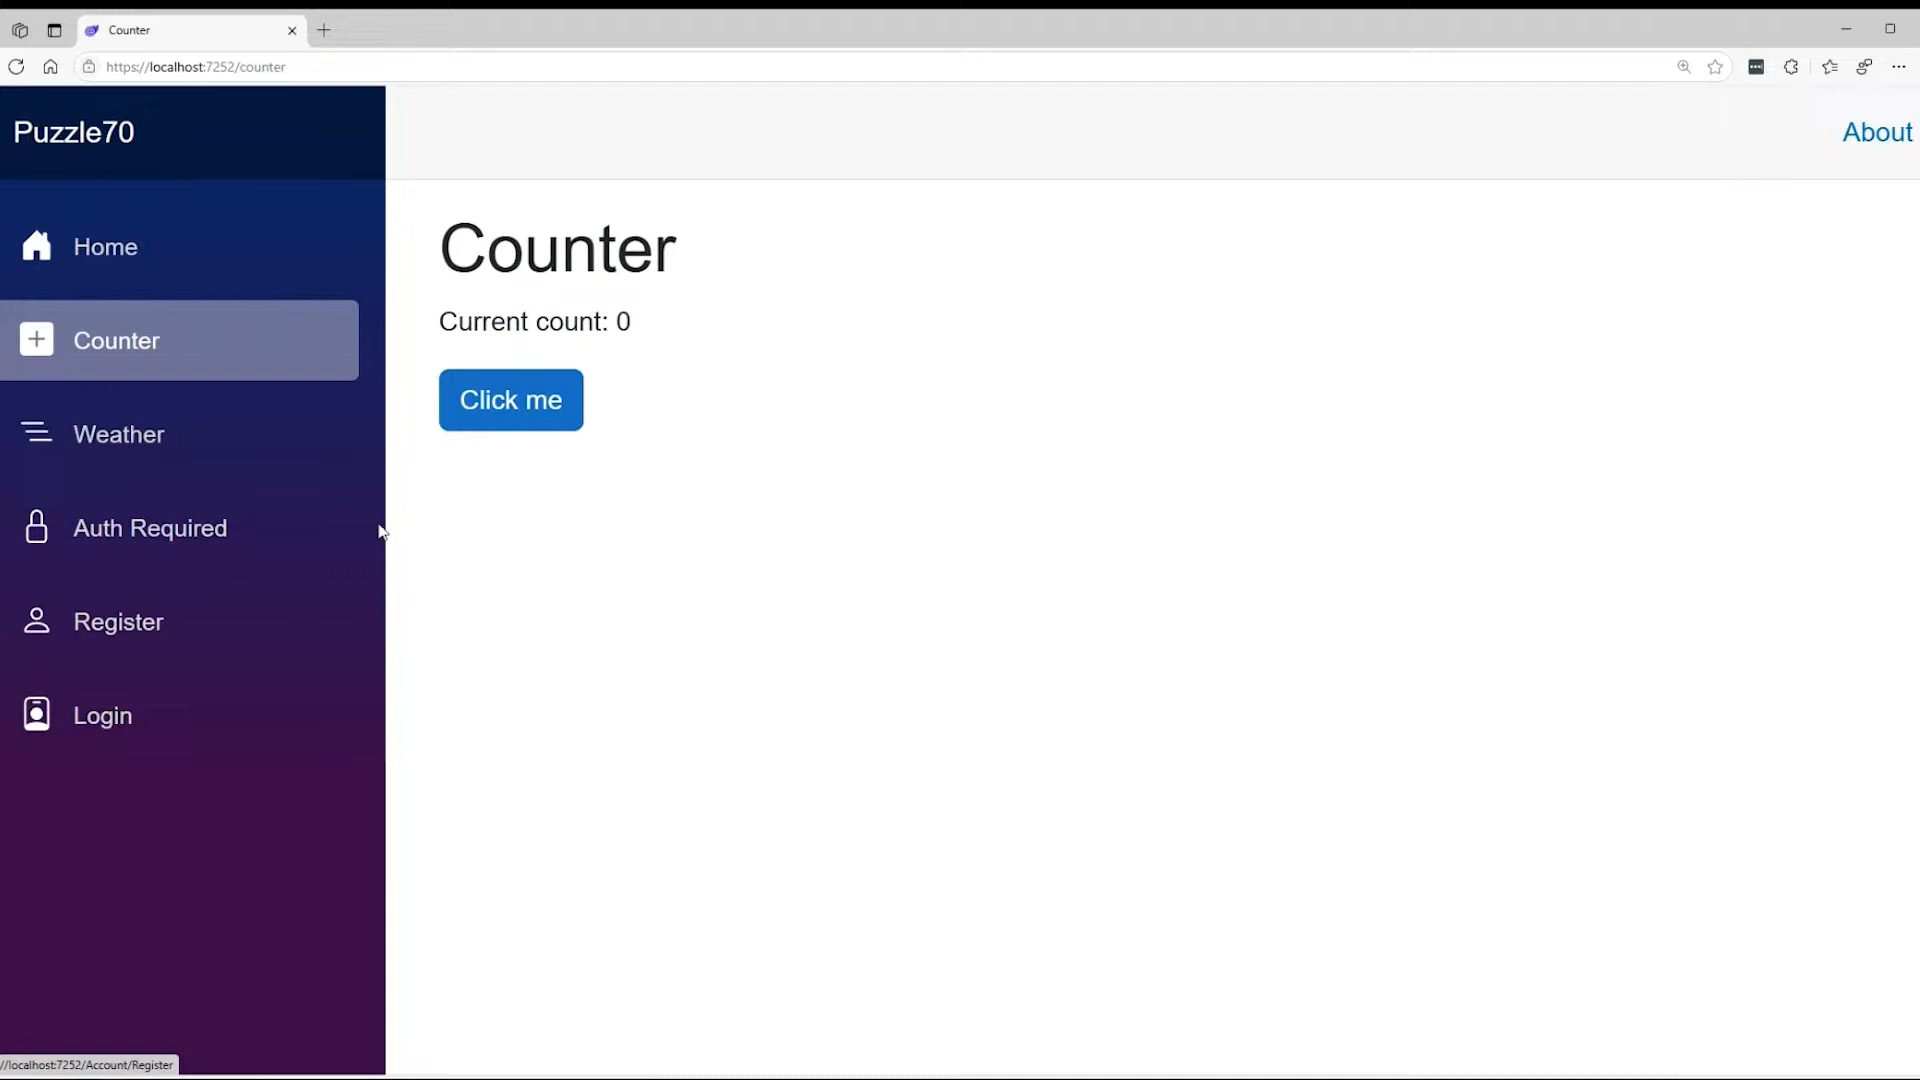 Counter
https://localhost:7252/counter
Puzzle70
About
Home
Counter
Weather
Auth Required
Register
Login
Counter
Current count: 0
Click me
//localhost:7252/Account/Register